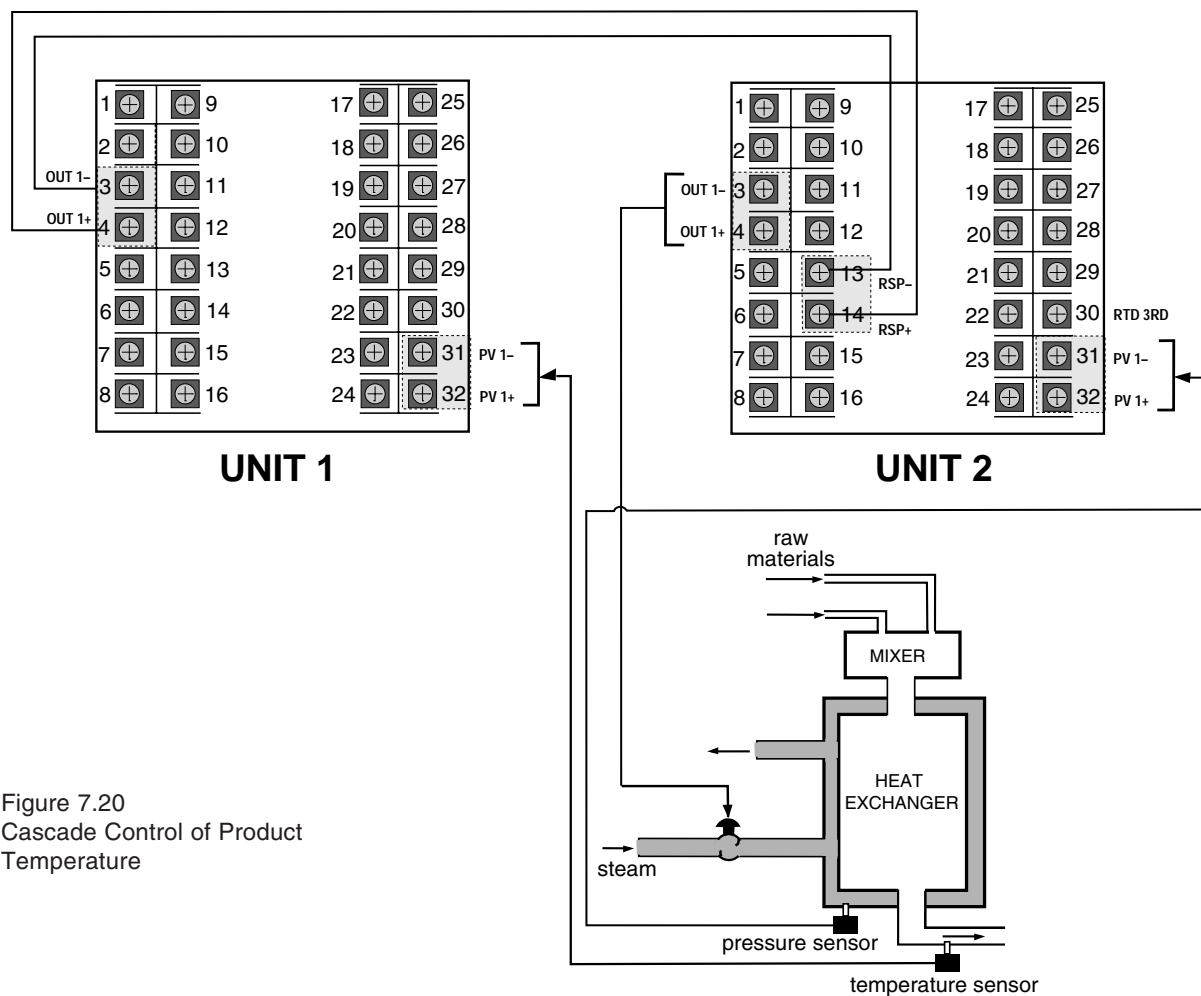 1 9 17 25
2 10 18 26
OUT 1– 3 11 19 27
OUT 1+ 4 12 20 28
5 13 21 29
6 14 22 30
7 15 23 31 PV 1–
8 16 24 32 PV 1+
UNIT 1
1 9 17 25
2 10 18 26
OUT 1– 3 11 19 27
OUT 1+ 4 12 20 28
5 13 RSP– 21 29
6 14 RSP+ 22 30 RTD 3RD
7 15 23 31 PV 1–
8 16 24 32 PV 1+
UNIT 2
raw
materials
MIXER
HEAT
EXCHANGER
steam
pressure sensor
temperature sensor
Figure 7.20
Cascade Control of Product
Temperature